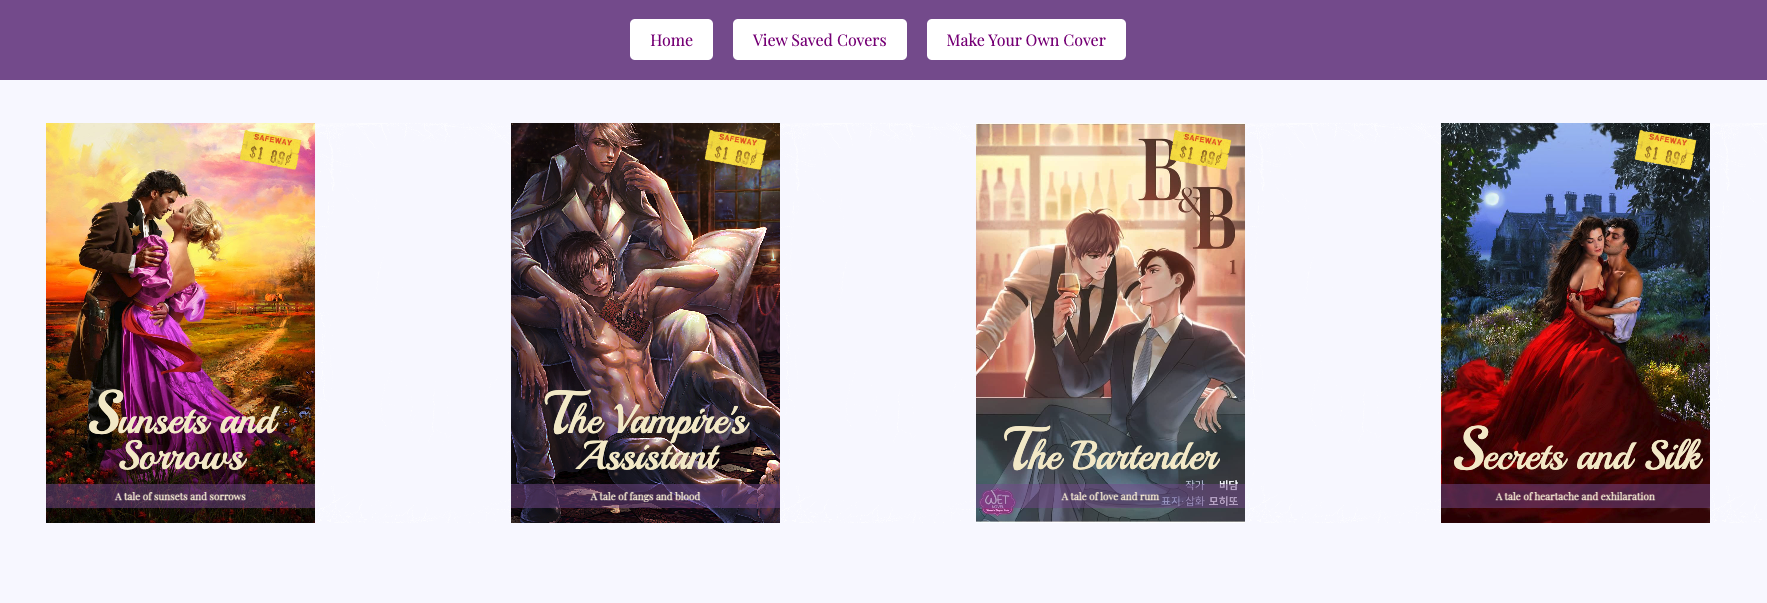 Home
View Saved Covers
Make Your Own Cover
SAFEWAY
$1 89¢
Sunsets and
Sorrows
A tale of sunsets and sorrows
SAFEWAY
$1 89¢
The Vampire's
Assistant
A tale of fangs and blood
SAFEWAY
$1 89¢
B
&
B
1
The Bartender
작가 비담
A tale of love and rum
표지·삽화 모히또
WET
SAFEWAY
$1 89¢
Secrets and Silk
A tale of heartache and exhilaration